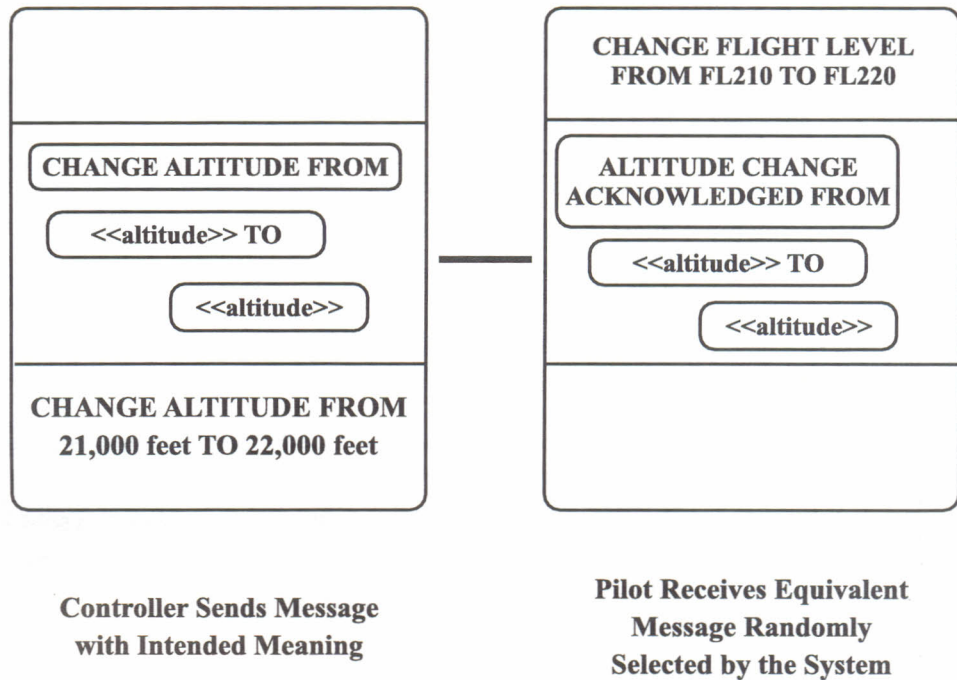 CHANGE ALTITUDE FROM
<<altitude>> TO
<<altitude>>
CHANGE ALTITUDE FROM
21,000 feet TO 22,000 feet
Controller Sends Message
with Intended Meaning
CHANGE FLIGHT LEVEL
FROM FL210 TO FL220
ALTITUDE CHANGE
ACKNOWLEDGED FROM
<<altitude>> TO
<<altitude>>
Pilot Receives Equivalent
Message Randomly
Selected by the System